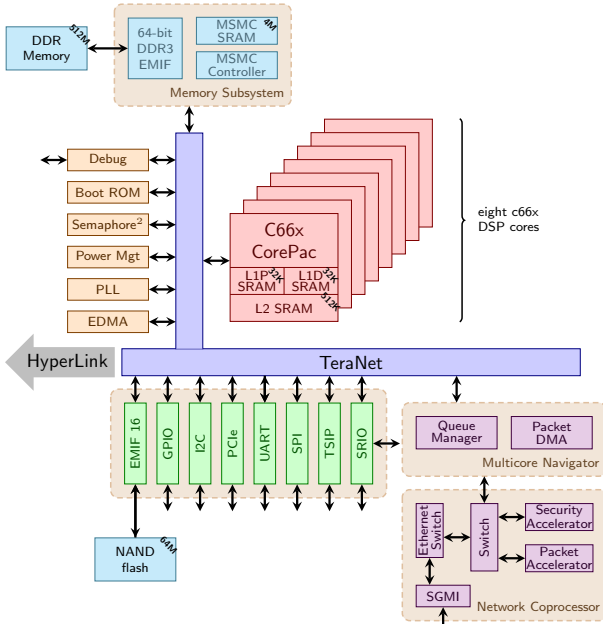 DDR
Memory
512M
64-bit
DDR3
EMIF
MSMC
SRAM
4M
MSMC
Controller
Memory Subsystem
Debug
Boot ROM
Semaphore²
Power Mgt
PLL
EDMA
C66x
CorePac
L1P
SRAM
32K
L1D
SRAM
32K
L2 SRAM
512K
eight c66x
DSP cores
HyperLink
TeraNet
EMIF 16
GPIO
I2C
PCIe
UART
SPI
TSIP
SRIO
Queue
Manager
Packet
DMA
Multicore Navigator
NAND
flash
64M
Ethernet
Switch
Switch
Security
Accelerator
Packet
Accelerator
SGMI
Network Coprocessor